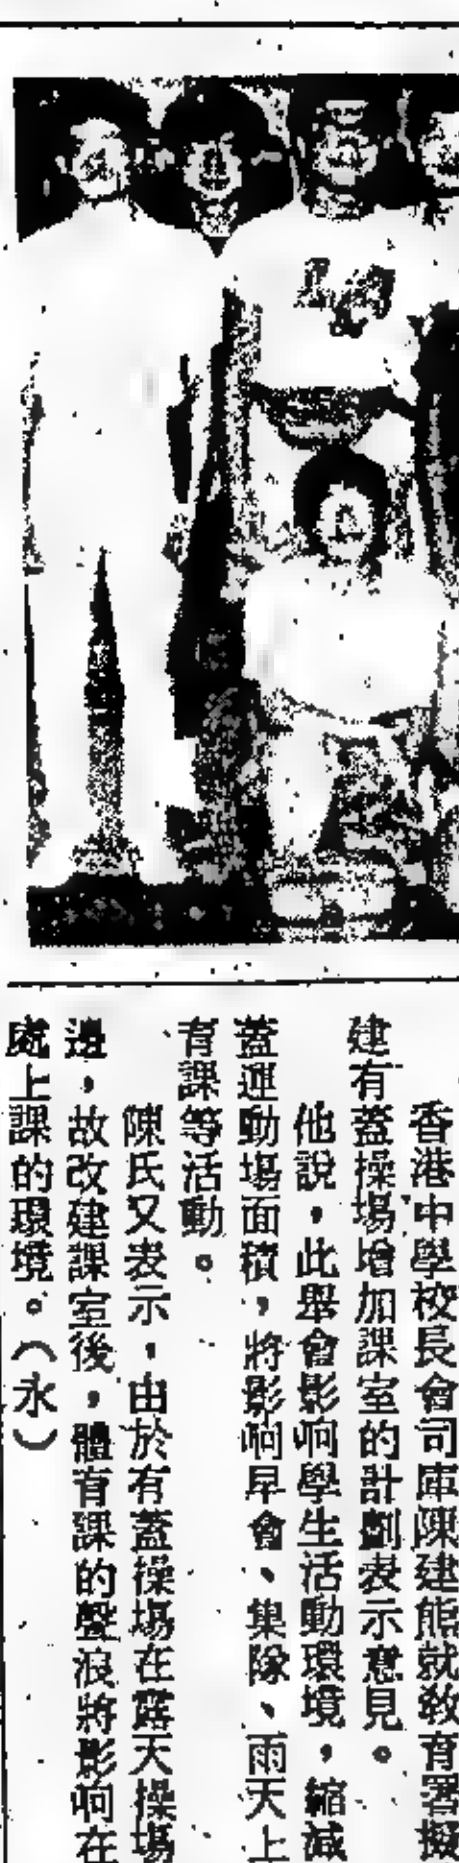 香港中學校長會司庫陳建熊就教育署擬
建有蓋操場增加課室的計劃表示意見。
他說，此舉會影响學生活動環境，縮減
蓋運動場面積，將影响早會、集隊、雨天上
育課等活動。
陳氏又表示，由於有蓋操場在露天操場
邊，故改建課室後，體育課的聲浪將影响在
處上課的環境。（永）